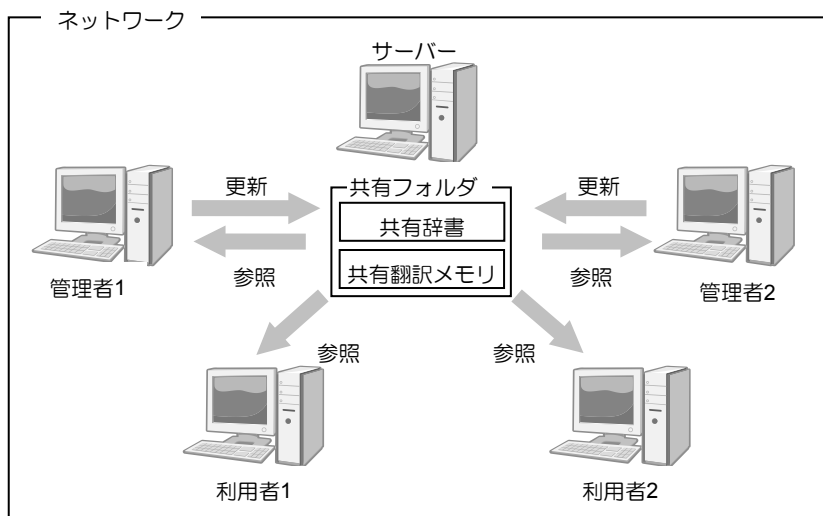 ネットワーク
サーバー
更新
共有フォルダ
更新
共有辞書
参照
共有翻訳メモリ
参照
管理者1
管理者2
参照
参照
利用者1
利用者2